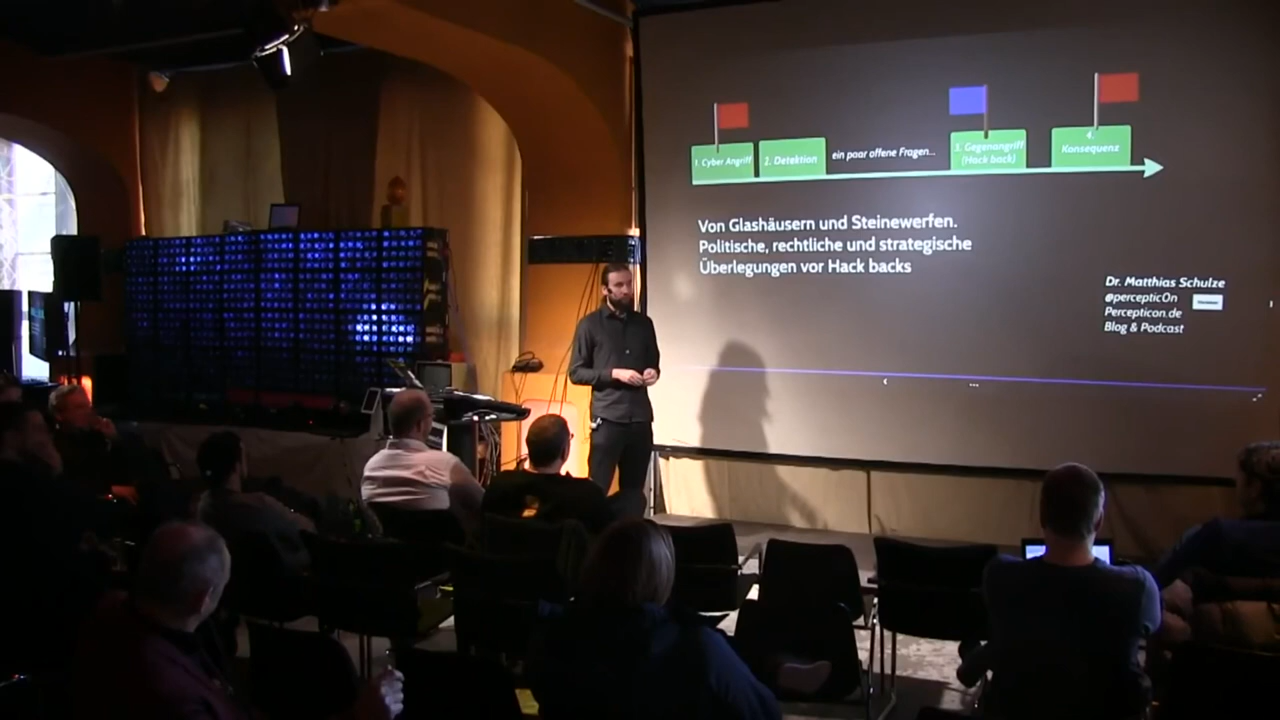 1. Cyber Angriff
2. Detektion
ein paar offene Fragen...
3. Gegenangriff
(Hack back)
4.
Konsequenz
Von Glashäusern und Steinewerfen.
Politische, rechtliche und strategische
Überlegungen vor Hack backs
Dr. Matthias Schulze
@percepticOn
Percepticon.de
Blog & Podcast